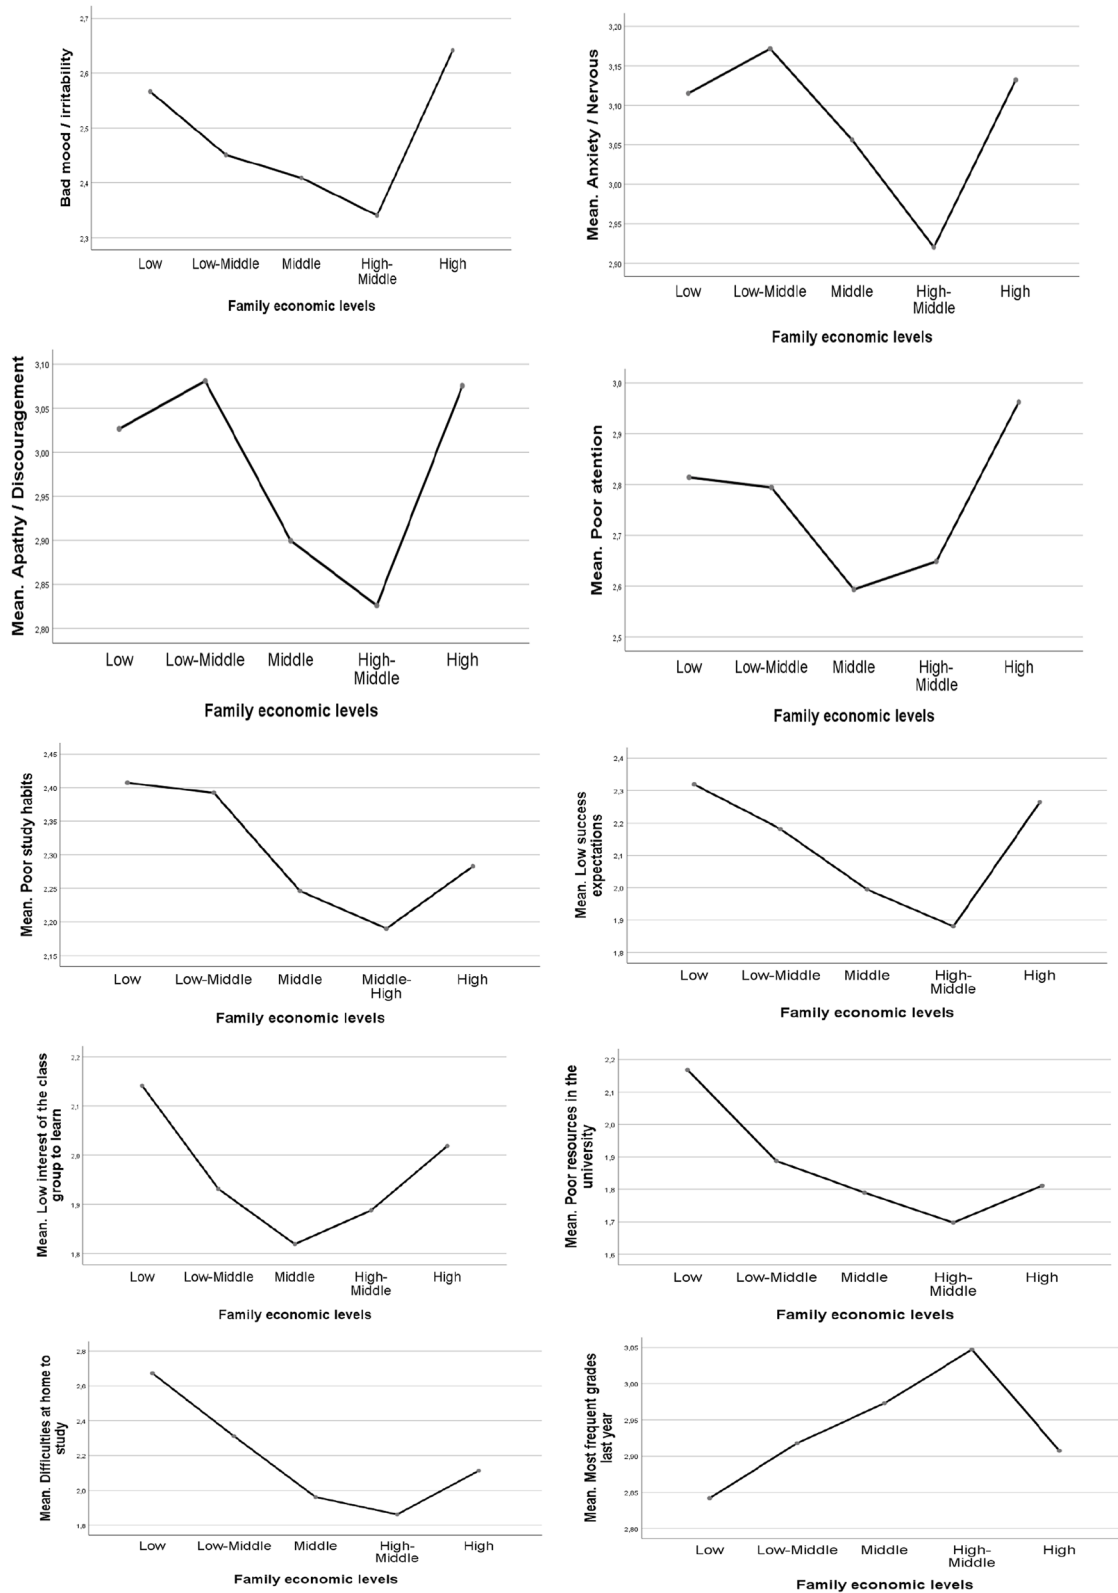 Bad mood / irritability
2,7
2,6
2,5
2,4
2,3
Low
Low-Middle
Middle
High-
Middle
High
Family economic levels
Mean. Anxiety / Nervous
3,20
3,15
3,10
3,05
3,00
2,95
2,90
Low
Low-Middle
Middle
High-
Middle
High
Family economic levels
Mean. Apathy / Discouragement
3,10
3,05
3,00
2,95
2,90
2,85
2,80
Low
Low-Middle
Middle
High-
Middle
High
Family economic levels
Mean. Poor atention
3,0
2,9
2,8
2,7
2,6
2,5
Low
Low-Middle
Middle
High-
Middle
High
Family economic levels
Mean. Poor study habits
2,45
2,40
2,35
2,30
2,25
2,20
2,15
Low
Low-Middle
Middle
Middle-
High
High
Family economic levels
Mean. Low success
expectations
2,4
2,3
2,2
2,1
2,0
1,9
1,8
Low
Low-Middle
Middle
High-
Middle
High
Family economic levels
Mean. Low interest of the class
group to learn
2,2
2,1
2,0
1,9
1,8
Low
Low-Middle
Middle
High-
Middle
High
Family economic levels
Mean. Poor resources in the
university
2,2
2,1
2,0
1,9
1,8
1,7
1,6
Low
Low-Middle
Middle
High-
Middle
High
Family economic levels
Mean. Difficulties at home to
study
2,8
2,6
2,4
2,2
2,0
1,8
Low
Low-Middle
Middle
High-
Middle
High
Family economic levels
Mean. Most frequent grades
last year
3,05
3,00
2,95
2,90
2,85
2,80
Low
Low-Middle
Middle
High-
Middle
High
Family economic levels